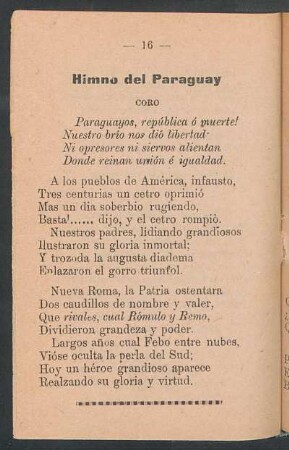 — 16 —
Himno del Paraguay
CORO
Paraguayos, república ó muerte!
Nuestro brío nos dió libertad·
Ni opresores ni siervos alientan
Donde reinan unión é igualdad.
A los pueblos de América, infausto,
Tres centurias un cetro oprimió
Mas un dia soberbio rugiendo,
Basta!...... dijo, y el cetro rompiò.
Nuestros padres, lidiando grandiosos
Ilustraron su gloria inmortal;
Y trozoda la augusta diadema
Enlazaron el gorro triunfol.
Nueva Roma, la Patria ostentara
Dos caudillos de nombre y valer,
Que rivales, cual Rómulo y Remo,
Dividieron grandeza y poder.
Largos años cual Febo entre nubes,
Vióse oculta la perla del Sud;
Hoy un héroe grandioso aparece
Realzando su gloria y virtud.